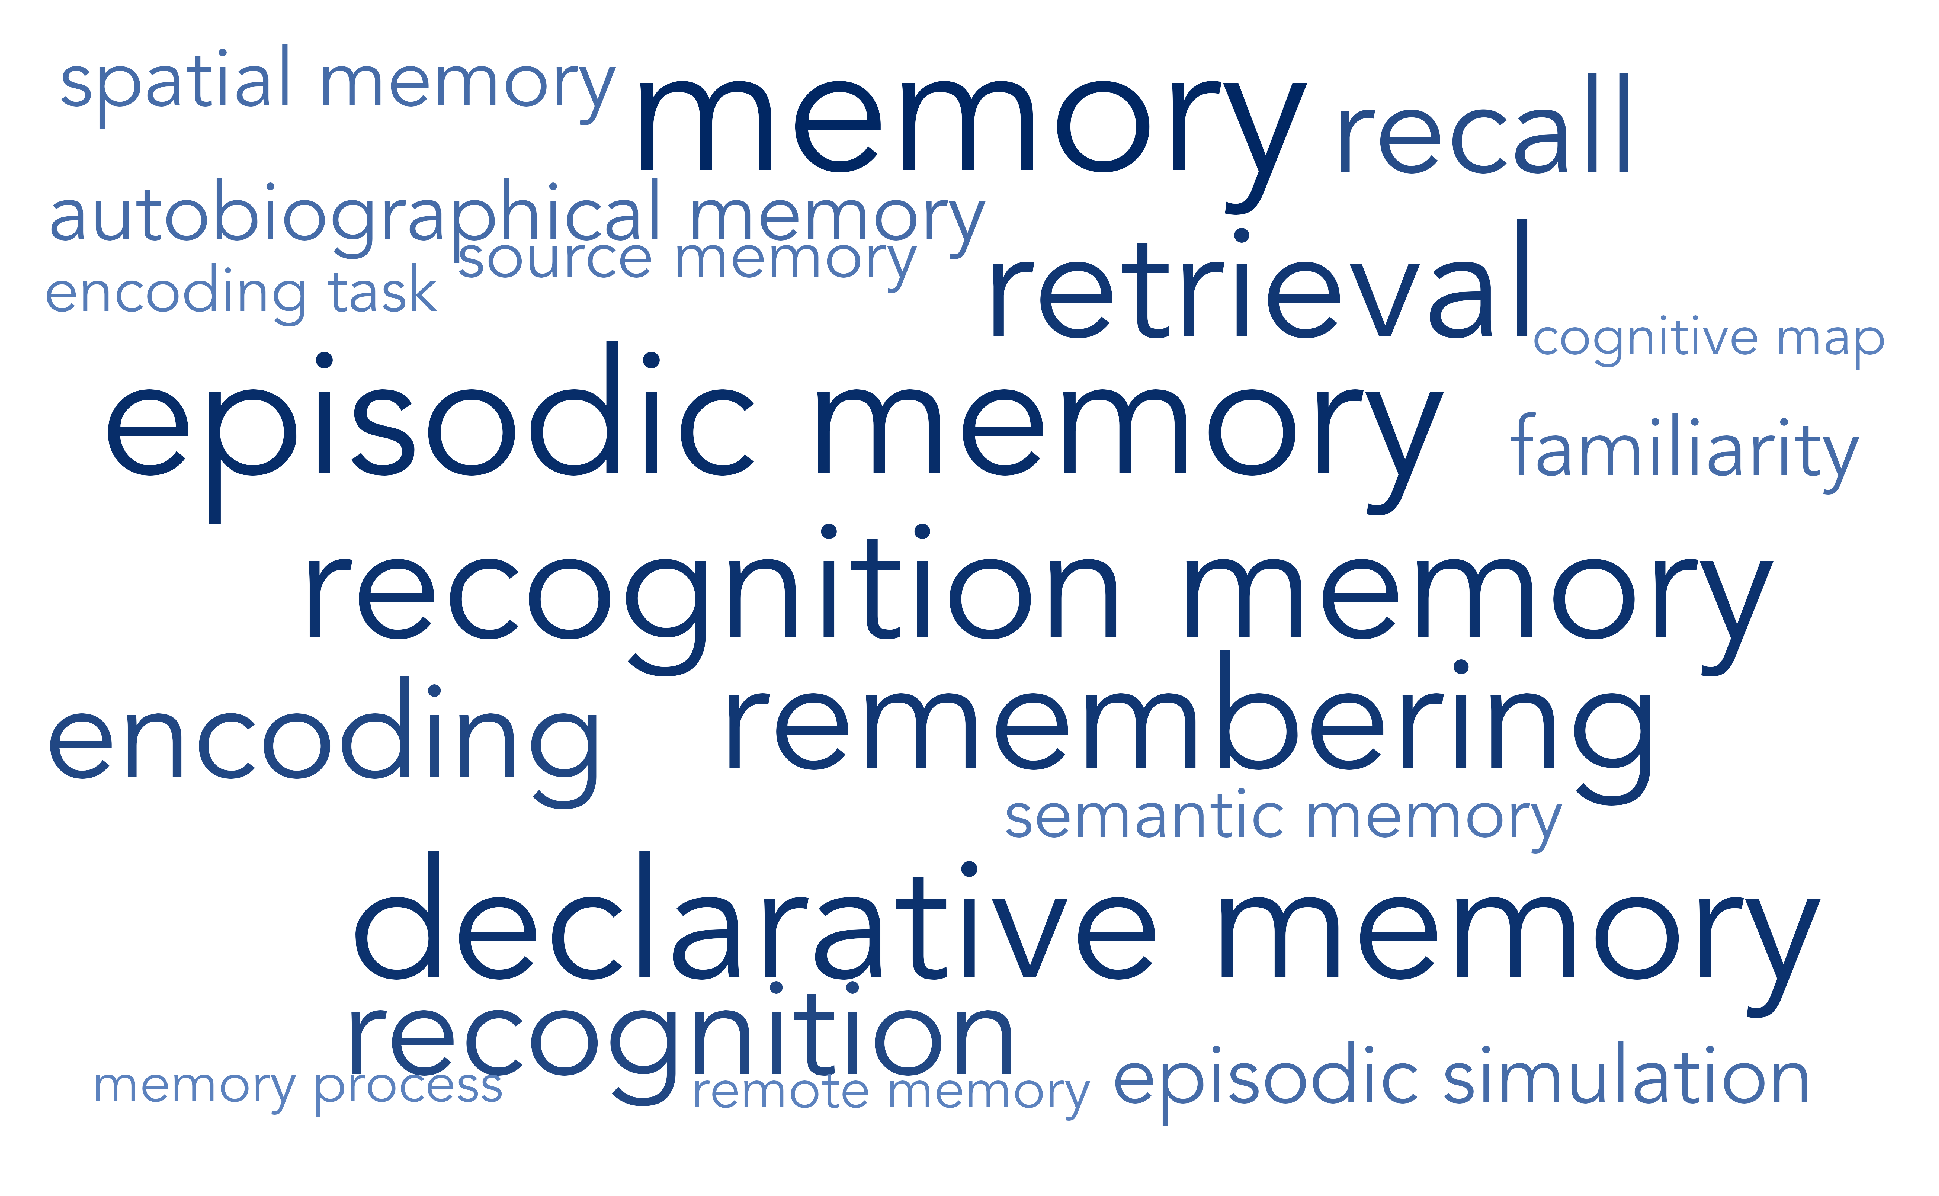 spatial memory
memory
recall
autobiographical memory
source memory
encoding task
retrieval
cognitive map
episodic memory
familiarity
recognition memory
encoding
remembering
semantic memory
declarative memory
recognition
memory process
remote memory
episodic simulation